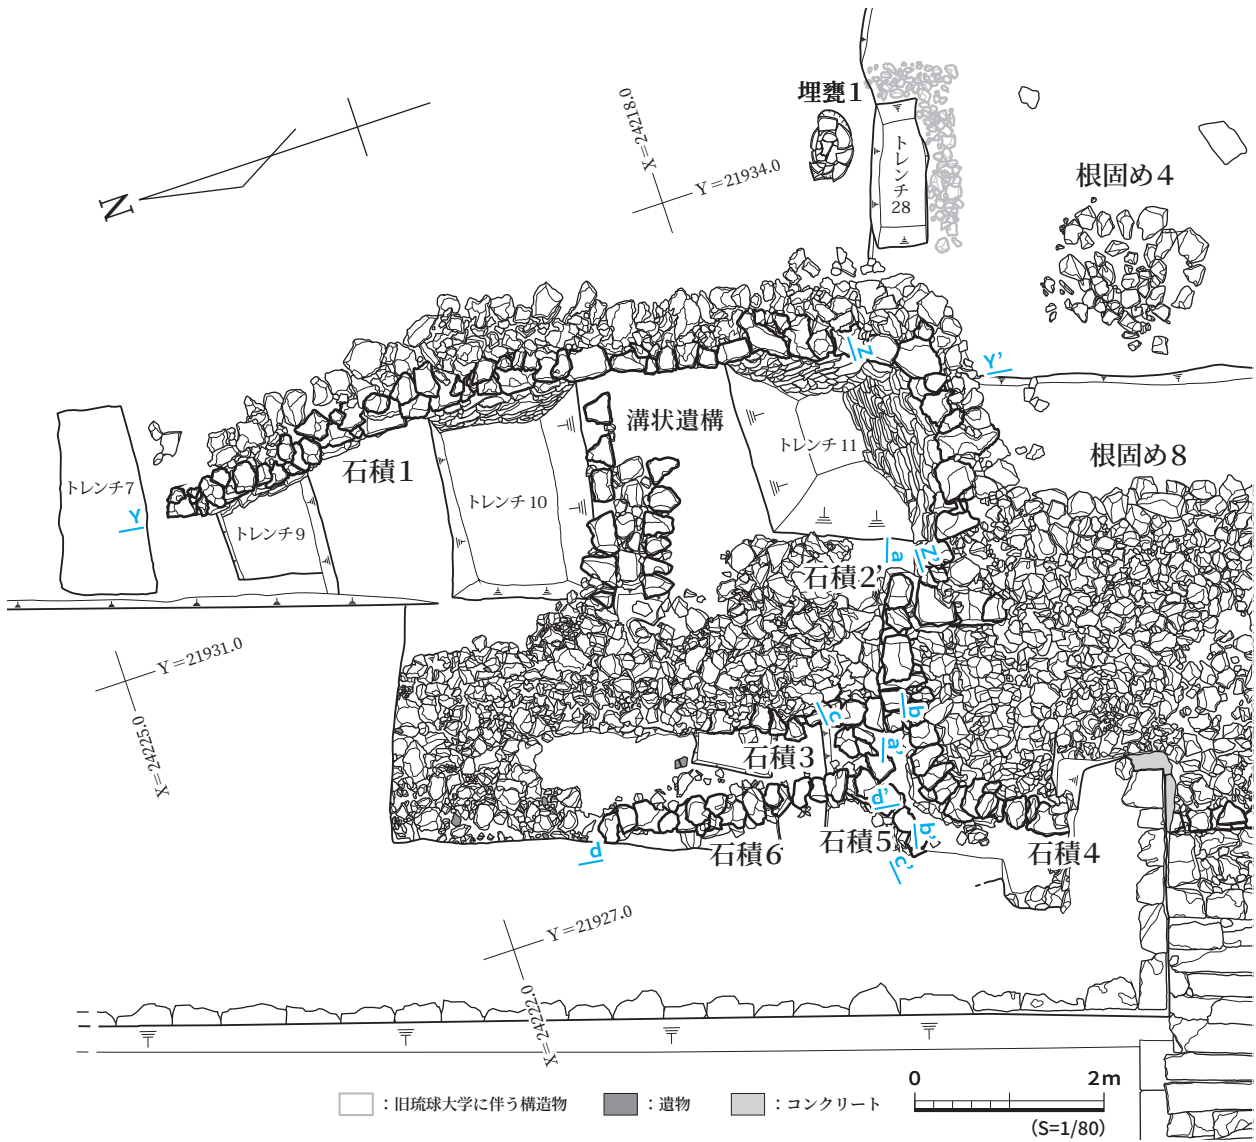 埋甕1
X=24218.0
Y=21934.0
トレンチ28
根固め4
N
Z
Y'
溝状遺構
トレンチ11
根固め8
石積1
トレンチ7
Y
トレンチ10
トレンチ9
a
Z'
石積2'
Y=21931.0
X=24225.0
c
b
a'
石積3
d'
b'
石積5
石積6
石積4
d
c'
Y=21927.0
X=24222.0
：旧琉球大学に伴う構造物
：遺物
：コンクリート
0 2m
(S=1/80)